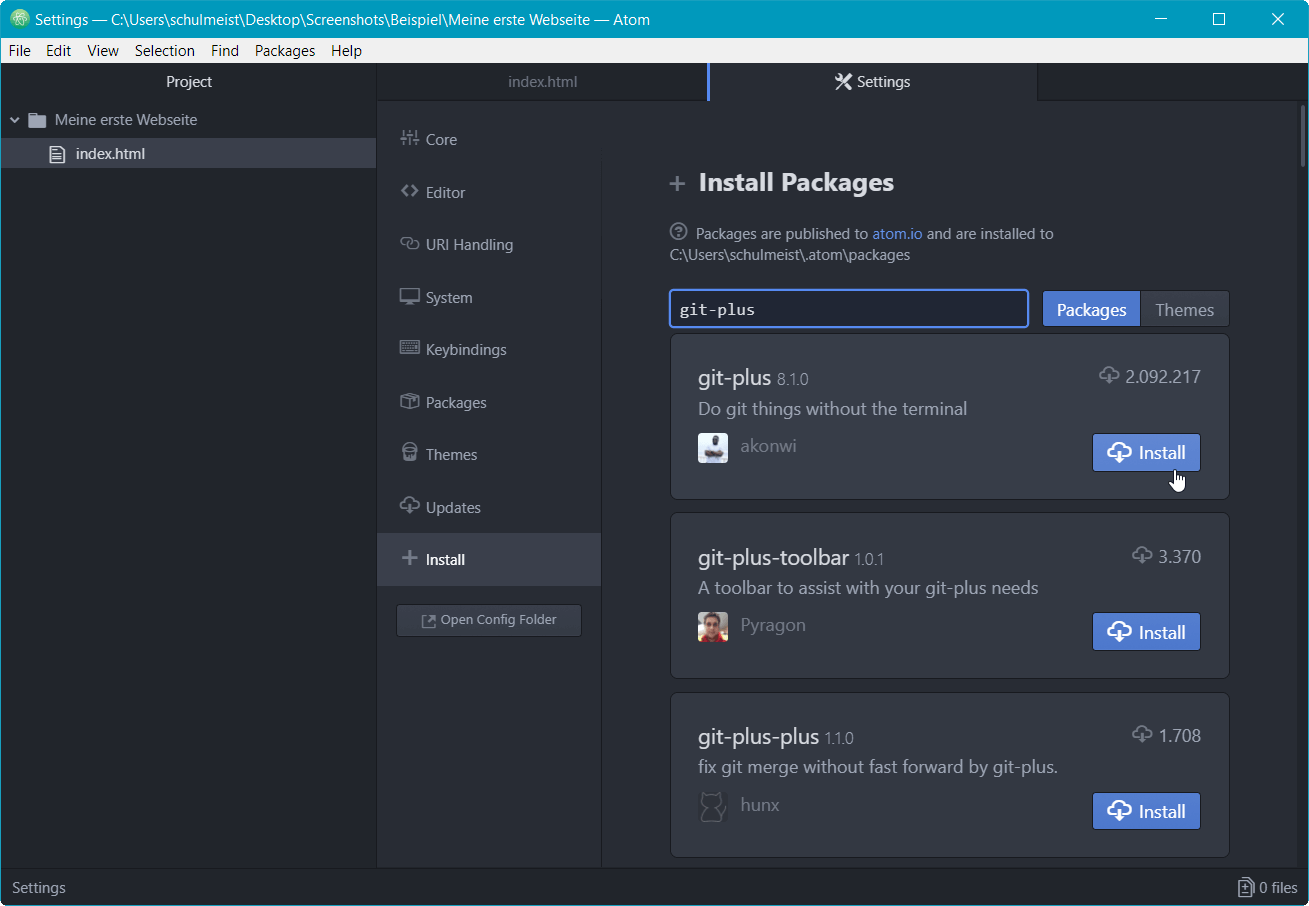 Settings — C:\Users\schulmeist\Desktop\Screenshots\Beispiel\Meine erste Webseite — Atom
File Edit View Selection Find Packages Help
Project
index.html
Settings
Meine erste Webseite
index.html
Core
Editor
URI Handling
System
Keybindings
Packages
Themes
Updates
Install
Open Config Folder
Install Packages
Packages are published to atom.io and are installed to
C:\Users\schulmeist\.atom\packages
git-plus
Packages Themes
git-plus 8.1.0
2.092.217
Do git things without the terminal
akonwi
Install
git-plus-toolbar 1.0.1
3.370
A toolbar to assist with your git-plus needs
Pyragon
Install
git-plus-plus 1.1.0
1.708
fix git merge without fast forward by git-plus.
hunx
Install
Settings
0 files